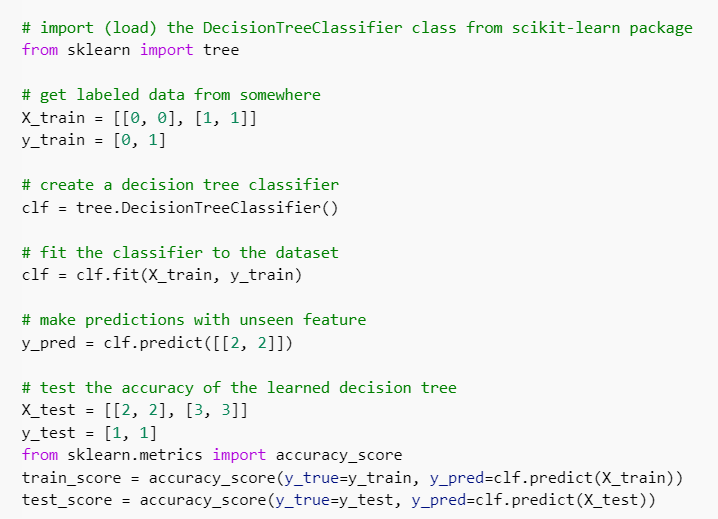 # import (load) the DecisionTreeClassifier class from scikit-learn package
from sklearn import tree
# get labeled data from somewhere
X_train = [[0, 0], [1, 1]]
y_train = [0, 1]
# create a decision tree classifier
clf = tree.DecisionTreeClassifier()
# fit the classifier to the dataset
clf = clf.fit(X_train, y_train)
# make predictions with unseen feature
y_pred = clf.predict([[2, 2]])
# test the accuracy of the learned decision tree
X_test = [[2, 2], [3, 3]]
y_test = [1, 1]
from sklearn.metrics import accuracy_score
train_score = accuracy_score(y_true=y_train, y_pred=clf.predict(X_train))
test_score = accuracy_score(y_true=y_test, y_pred=clf.predict(X_test))